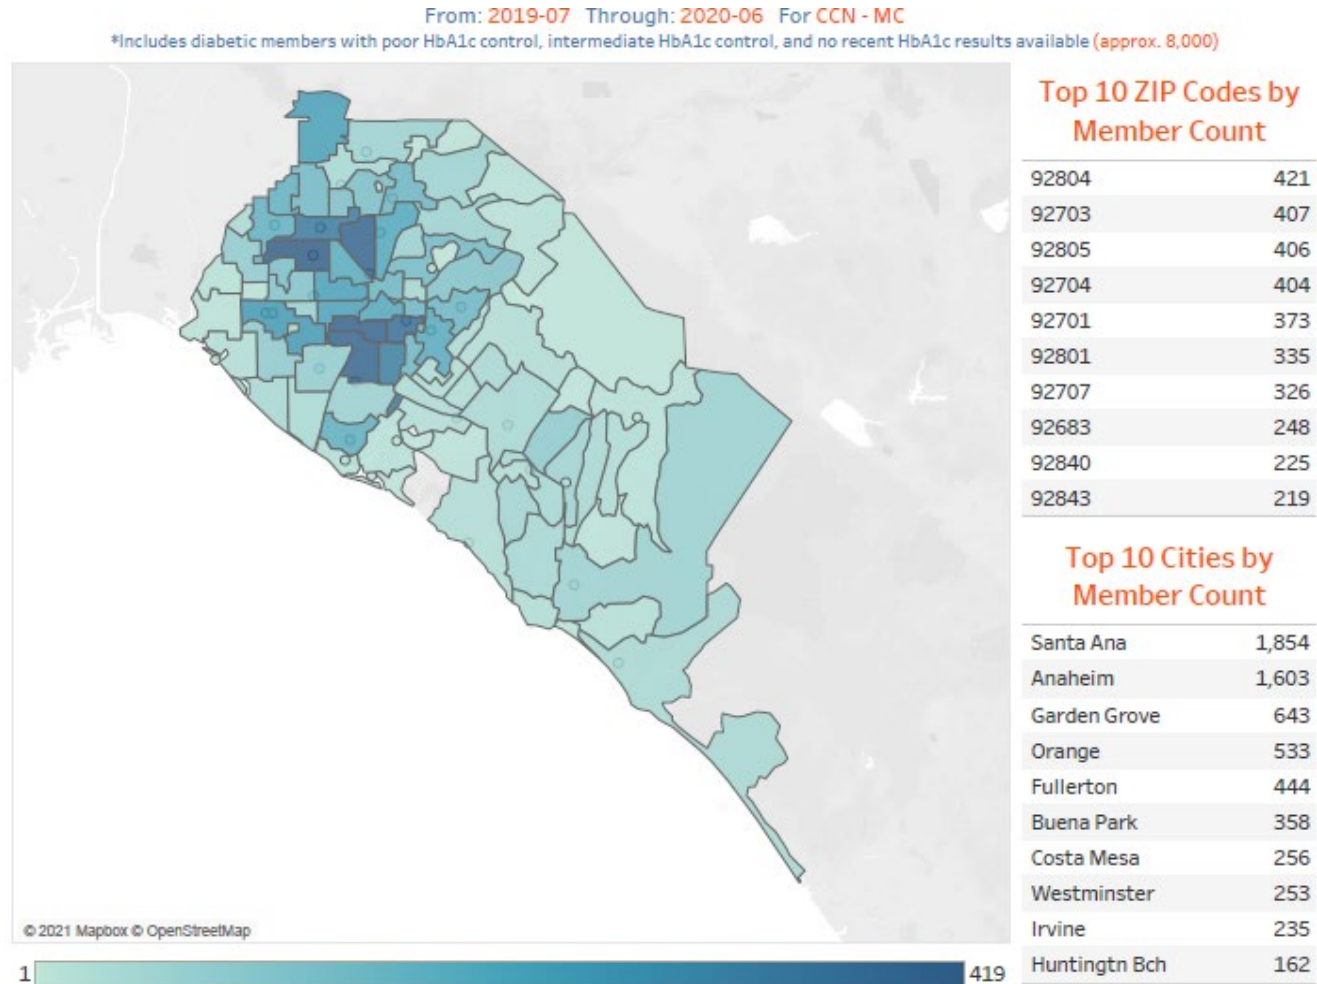 From: 2019-07 Through: 2020-06 For CCN - MC
*Includes diabetic members with poor HbA1c control, intermediate HbA1c control, and no recent HbA1c results available (approx. 8,000)
Top 10 ZIP Codes by
Member Count
92804 421
92703 407
92805 406
92704 404
92701 373
92801 335
92707 326
92683 248
92840 225
92843 219
Top 10 Cities by
Member Count
Santa Ana 1,854
Anaheim 1,603
Garden Grove 643
Orange 533
Fullerton 444
Buena Park 358
Costa Mesa 256
Westminster 253
Irvine 235
Huntingtn Bch 162
© 2021 Mapbox © OpenStreetMap
1 419